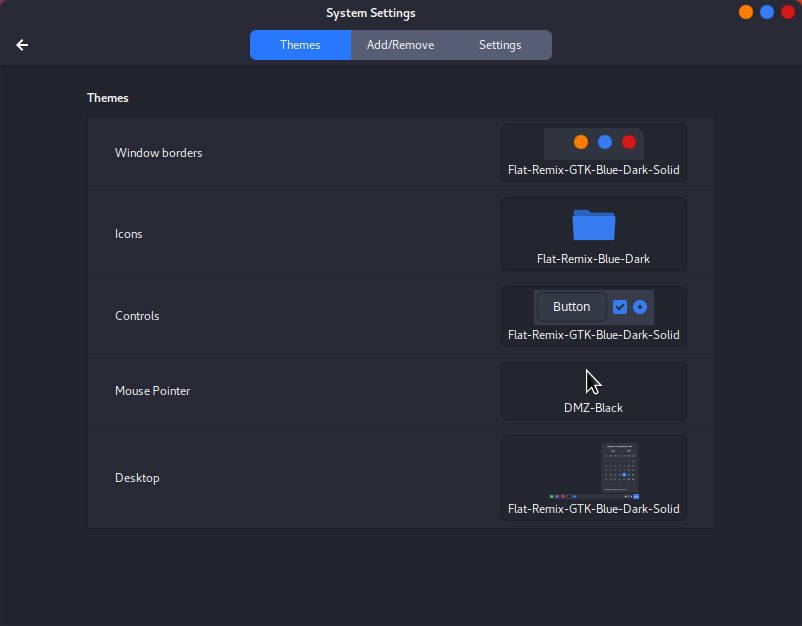 System Settings
Themes
Add/Remove
Settings
Themes
Window borders
Flat-Remix-GTK-Blue-Dark-Solid
Icons
Flat-Remix-Blue-Dark
Controls
Button
Flat-Remix-GTK-Blue-Dark-Solid
Mouse Pointer
DMZ-Black
Desktop
Flat-Remix-GTK-Blue-Dark-Solid